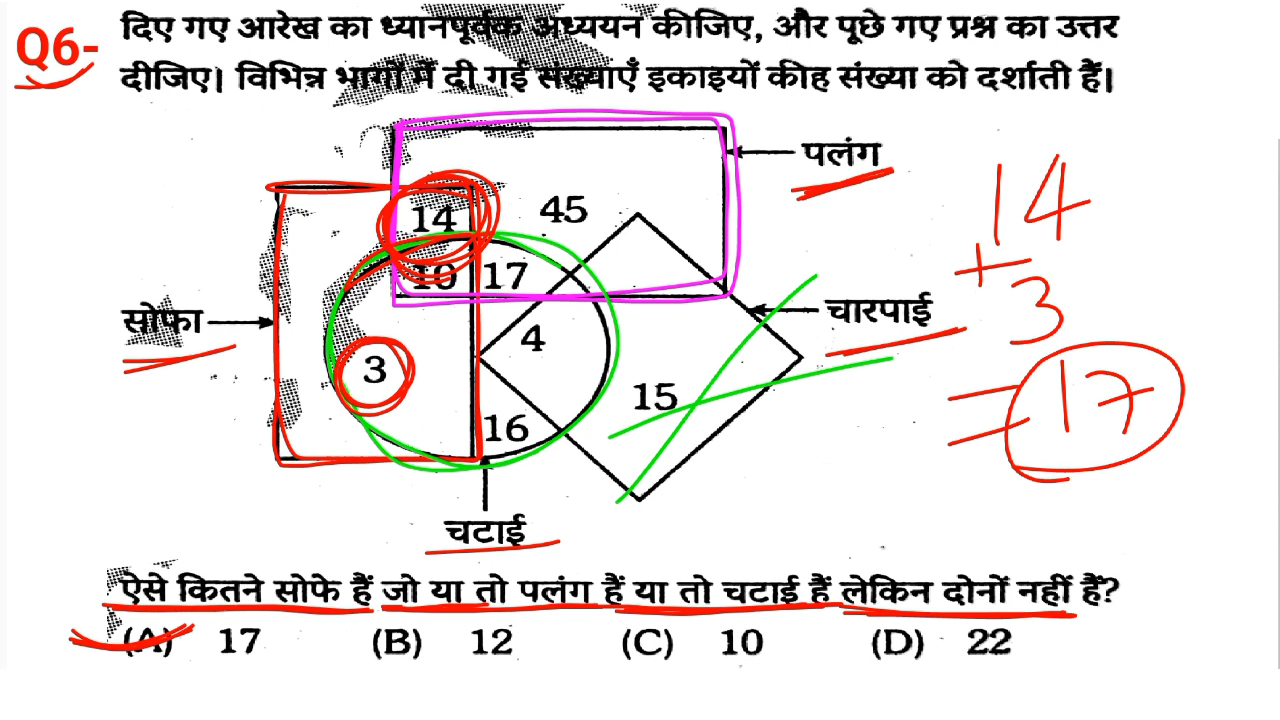 Q6-
दिए गए आरेख का ध्यानपूर्वक अध्ययन कीजिए, और पूछे गए प्रश्न का उत्तर
दीजिए। विभिन्न भागों में दी गई संख्याएँ इकाइयों कीह संख्या को दर्शाती हैं।
पलंग
14 45
10 17
सोफा
चारपाई
4
3
15
16
चटाई
14
+ 3
= 17
ऐसे कितने सोफे हैं जो या तो पलंग हैं या तो चटाई हैं लेकिन दोनों नहीं हैं?
(A) 17 (B) 12 (C) 10 (D) 22